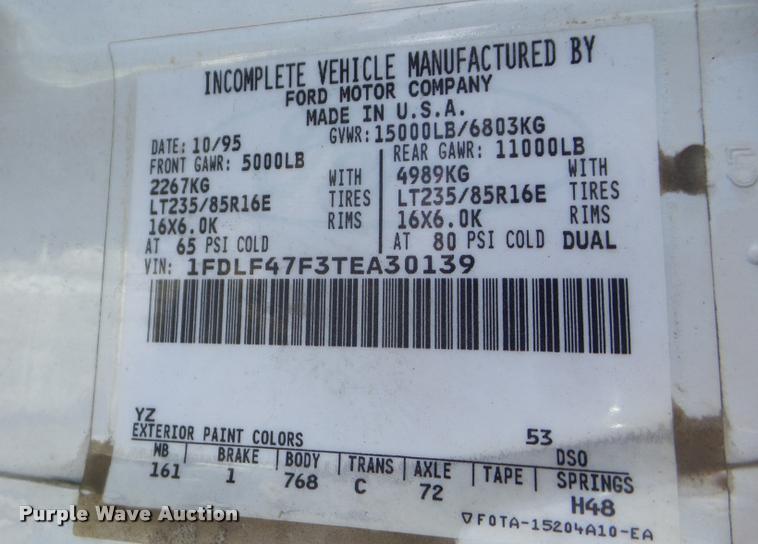 INCOMPLETE VEHICLE MANUFACTURED BY
FORD MOTOR COMPANY
MADE IN U.S.A.
DATE: 10/95 GVWR: 15000LB/6803KG
FRONT GAWR: 5000LB REAR GAWR: 11000LB
2267KG WITH 4989KG WITH
LT235/85R16E TIRES LT235/85R16E TIRES
16X6.0K RIMS 16X6.0K RIMS
AT 65 PSI COLD AT 80 PSI COLD DUAL
VIN: 1FDLF47F3TEA30139
YZ
EXTERIOR PAINT COLORS 53 DSO
WB BRAKE BODY TRANS AXLE TAPE SPRINGS
161 1 768 C 72 H48
F0TA-15204A10-EA
Purple Wave Auction